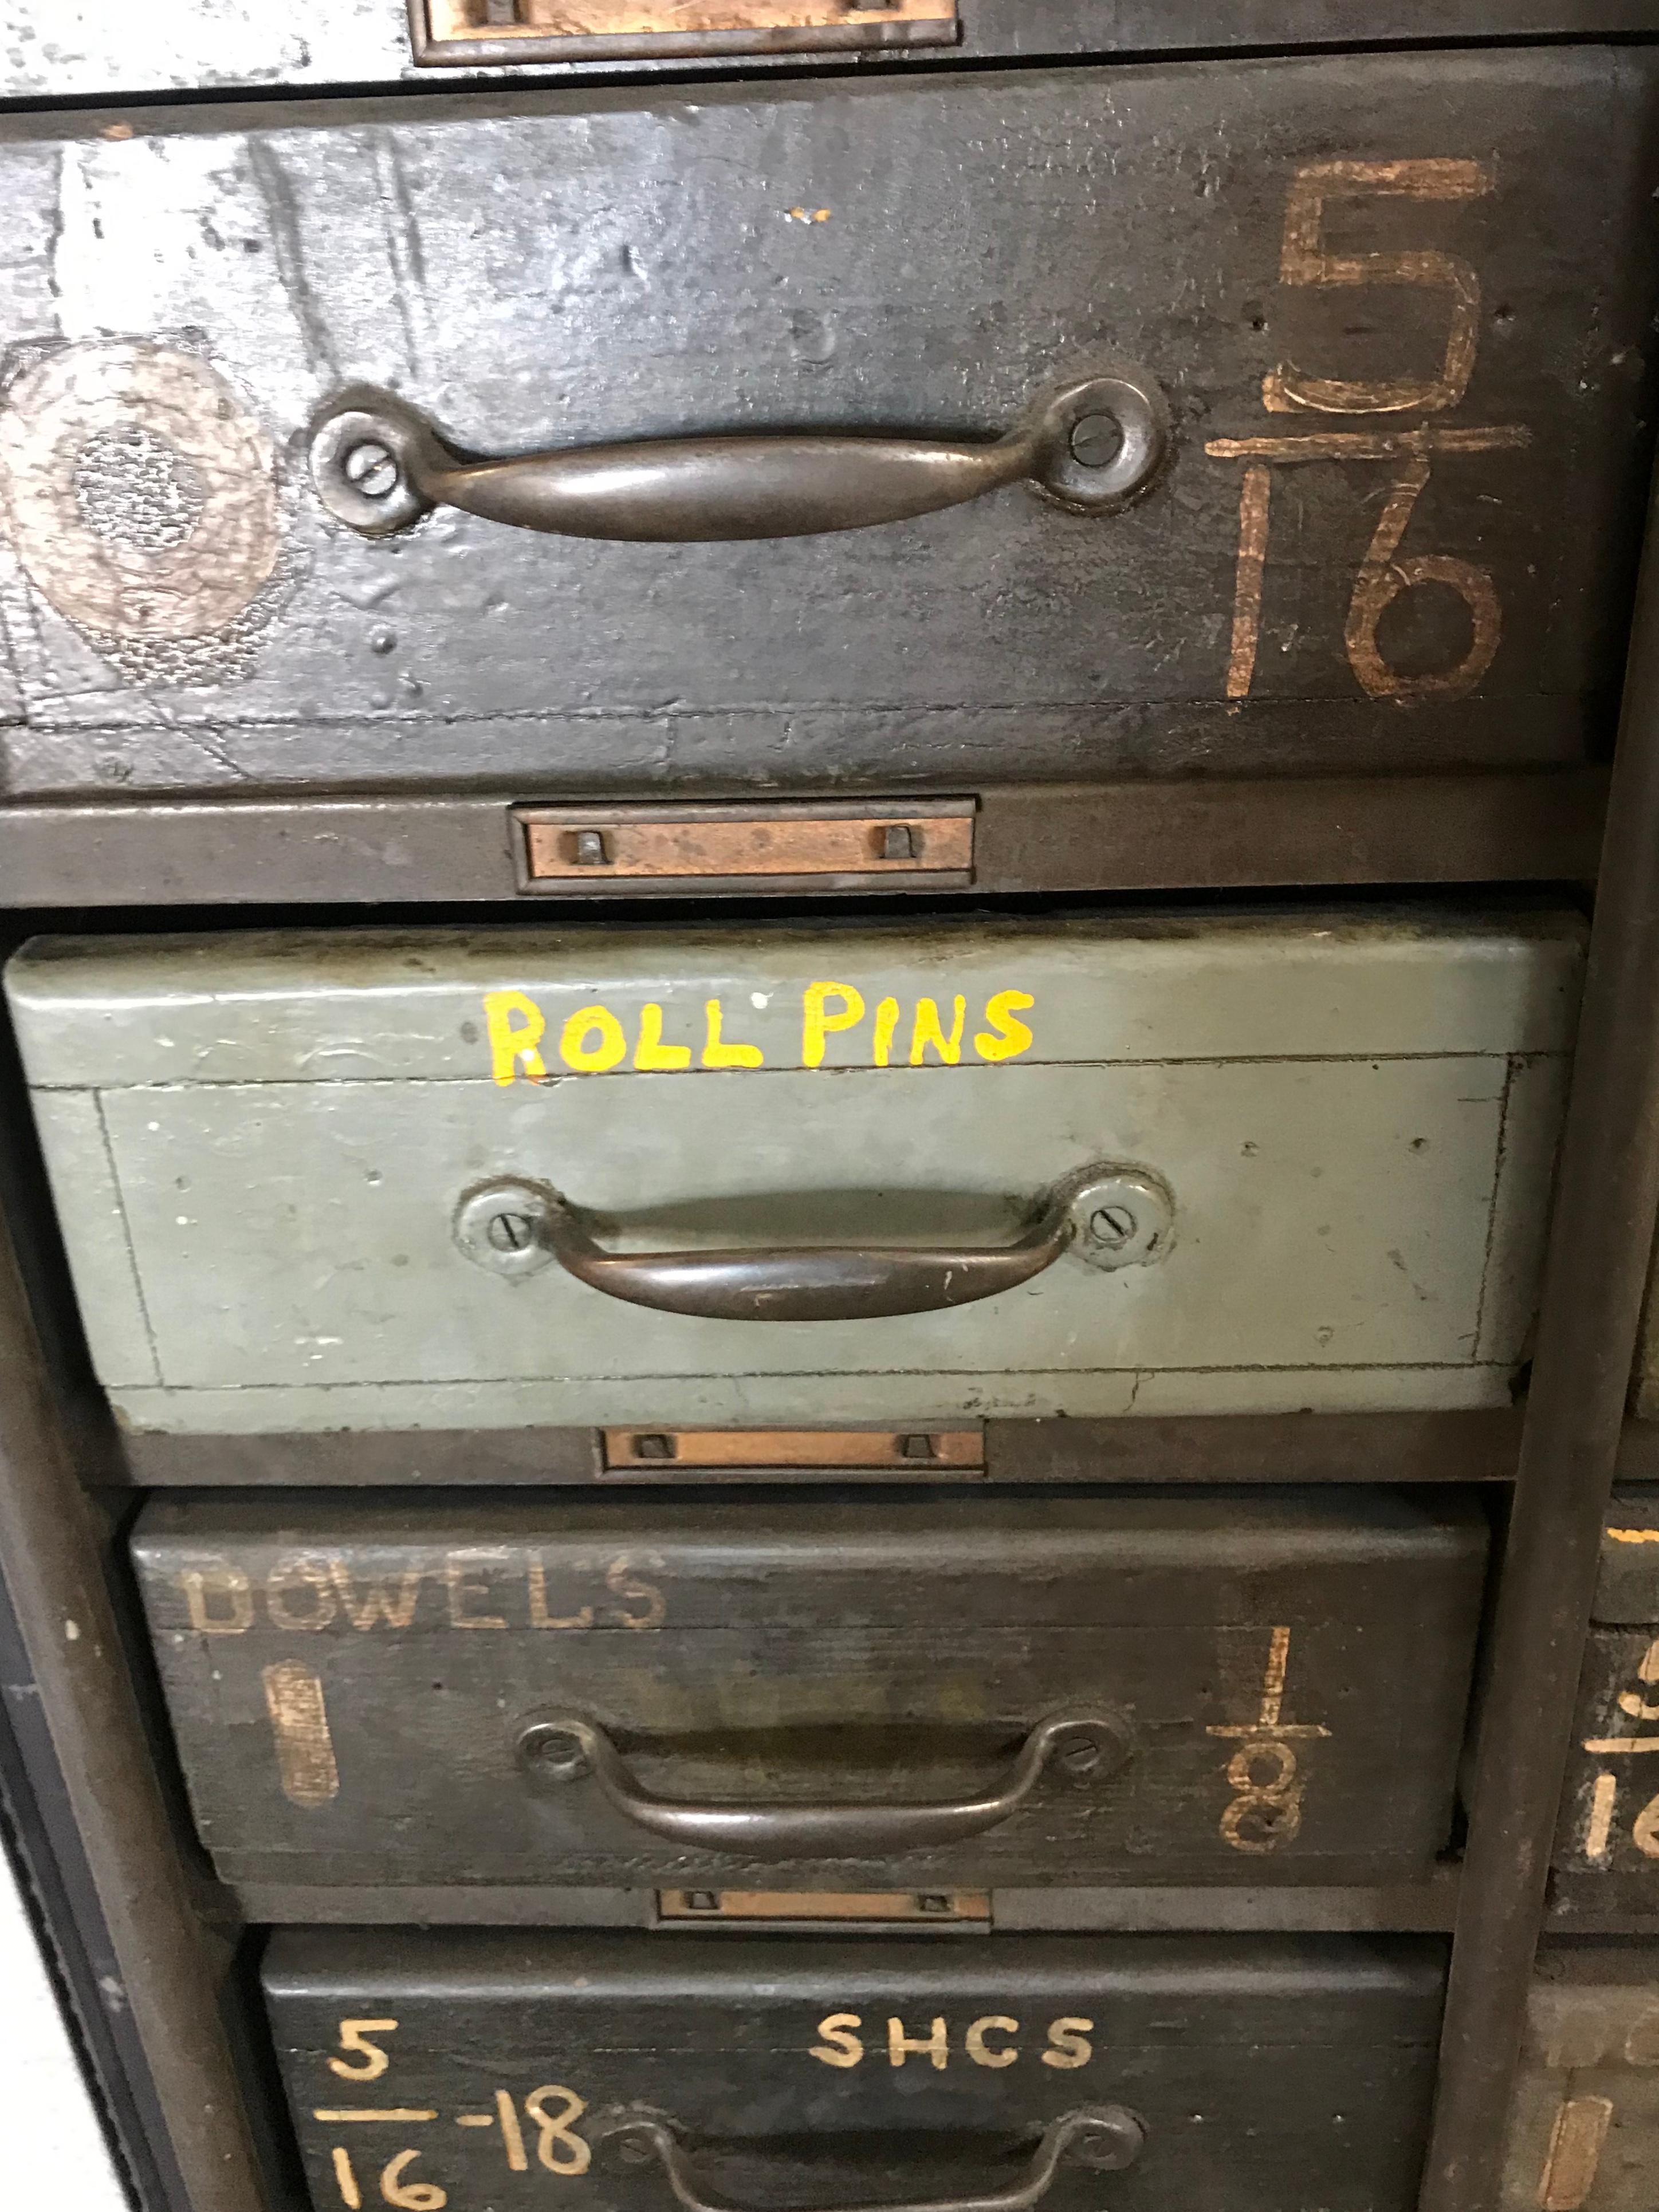 5/16
ROLL PINS
DOWELS
1/8
5/16-18
SHCS